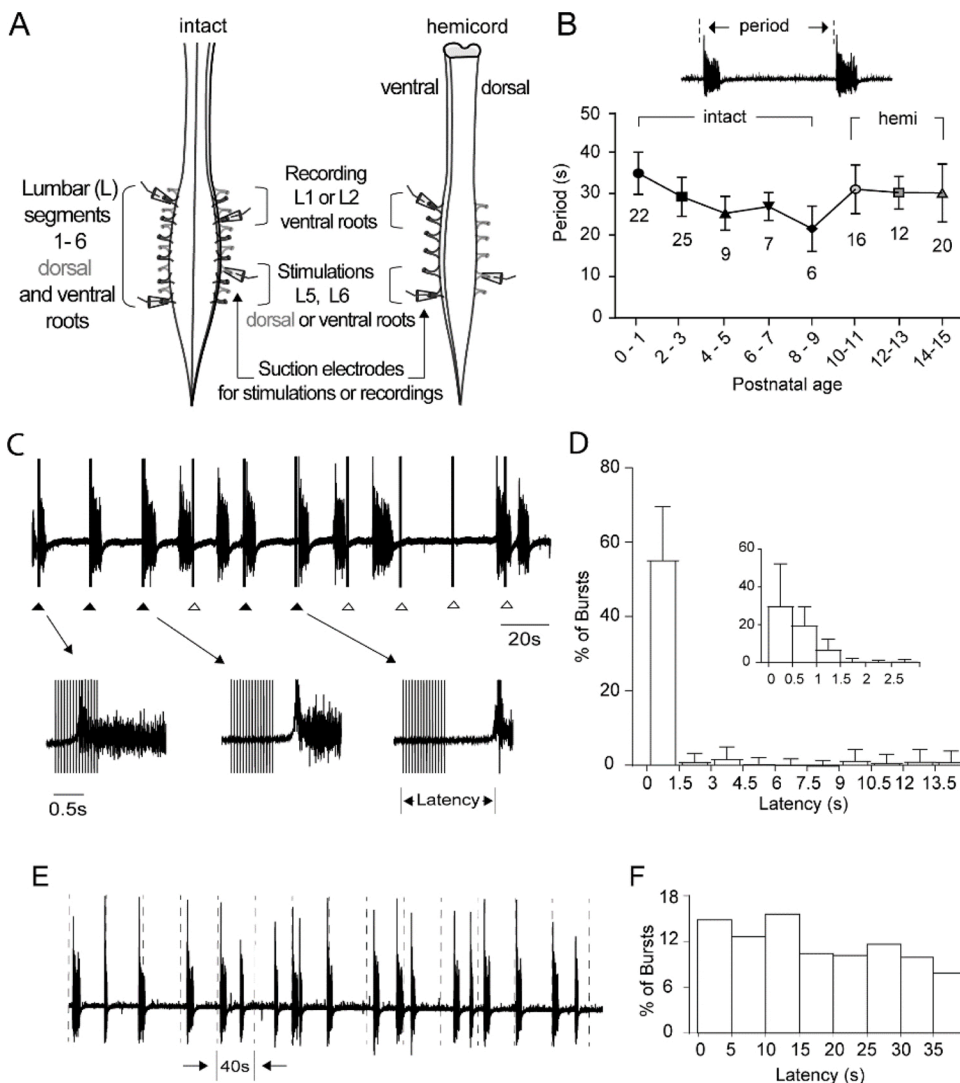 A
intact
hemicord
ventral
dorsal
Lumbar (L)
segments
1-6
dorsal
and ventral
roots
Recording
L1 or L2
ventral roots
Stimulations
L5, L6
dorsal or ventral roots
Suction electrodes
for stimulations or recordings
B
period
intact
hemi
Period (s)
50
40
30
20
10
0
22
25
9
7
6
16
12
20
0 - 1
2 - 3
4 - 5
6 - 7
8 - 9
10-11
12-13
14-15
Postnatal age
C
20s
0.5s
Latency
D
% of Bursts
80
60
40
20
0
60
40
20
0
0 0.5 1 1.5 2 2.5
0 1.5 3 4.5 6 7.5 9 10.5 12 13.5
Latency (s)
E
40s
F
% of Bursts
18
12
6
0
0 5 10 15 20 25 30 35
Latency (s)